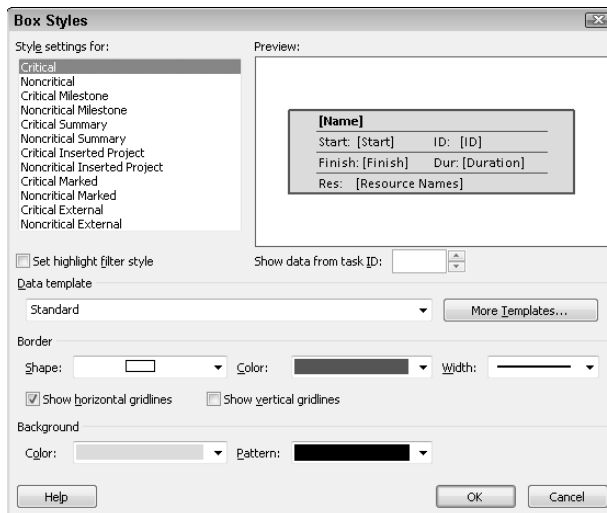 Box Styles
Style settings for:
Critical
Noncritical
Critical Milestone
Noncritical Milestone
Critical Summary
Noncritical Summary
Critical Inserted Project
Noncritical Inserted Project
Critical Marked
Noncritical Marked
Critical External
Noncritical External
Preview:
[Name]
Start: [Start] ID: [ID]
Finish: [Finish] Dur: [Duration]
Res: [Resource Names]
Set highlight filter style
Show data from task ID:
Data template
Standard
More Templates...
Border
Shape: Color: Width:
Show horizontal gridlines Show vertical gridlines
Background
Color: Pattern:
Help OK Cancel